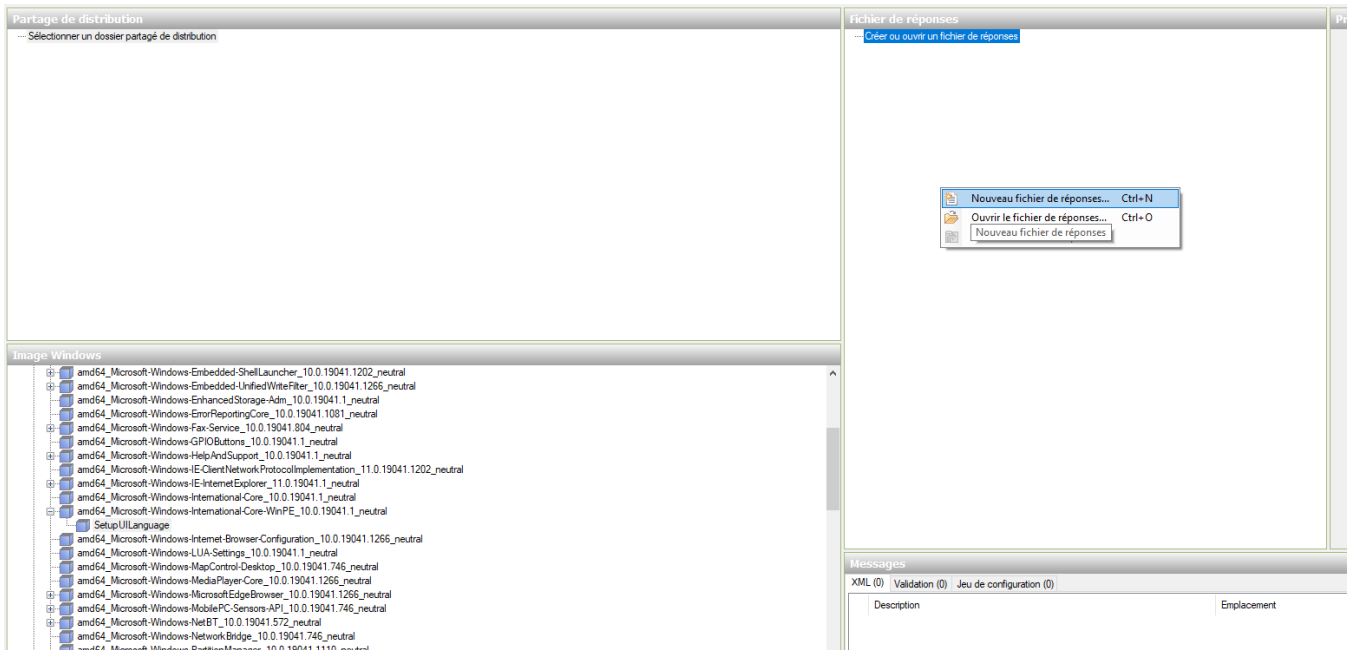 Partage de distribution
Sélectionner un dossier partagé de distribution
Fichier de réponses
Créer ou ouvrir un fichier de réponses
Nouveau fichier de réponses... Ctrl+N
Ouvrir le fichier de réponses... Ctrl+O
Nouveau fichier de réponses
Image Windows
amd64_Microsoft-Windows-Embedded-ShellLauncher_10.0.19041.1202_neutral
amd64_Microsoft-Windows-Embedded-UnifiedWriteFilter_10.0.19041.1266_neutral
amd64_Microsoft-Windows-EnhancedStorage-Adm_10.0.19041.1_neutral
amd64_Microsoft-Windows-ErrorReportingCore_10.0.19041.1081_neutral
amd64_Microsoft-Windows-Fax-Service_10.0.19041.804_neutral
amd64_Microsoft-Windows-GPIOButtons_10.0.19041.1_neutral
amd64_Microsoft-Windows-HelpAndSupport_10.0.19041.1_neutral
amd64_Microsoft-Windows-IE-ClientNetworkProtocolImplementation_11.0.19041.1202_neutral
amd64_Microsoft-Windows-IE-InternetExplorer_11.0.19041.1_neutral
amd64_Microsoft-Windows-International-Core_10.0.19041.1_neutral
amd64_Microsoft-Windows-International-Core-WinPE_10.0.19041.1_neutral
SetupUILanguage
amd64_Microsoft-Windows-Internet-Browser-Configuration_10.0.19041.1266_neutral
amd64_Microsoft-Windows-LUA-Settings_10.0.19041.1_neutral
amd64_Microsoft-Windows-MapControl-Desktop_10.0.19041.746_neutral
amd64_Microsoft-Windows-MediaPlayer-Core_10.0.19041.1266_neutral
amd64_Microsoft-Windows-MicrosoftEdgeBrowser_10.0.19041.1266_neutral
amd64_Microsoft-Windows-MobilePC-Sensors-API_10.0.19041.746_neutral
amd64_Microsoft-Windows-NetBT_10.0.19041.572_neutral
amd64_Microsoft-Windows-NetworkBridge_10.0.19041.746_neutral
amd64_Microsoft-Windows-PartitionManager_10.0.19041.1110_neutral
Messages
XML (0) Validation (0) Jeu de configuration (0)
Description Emplacement